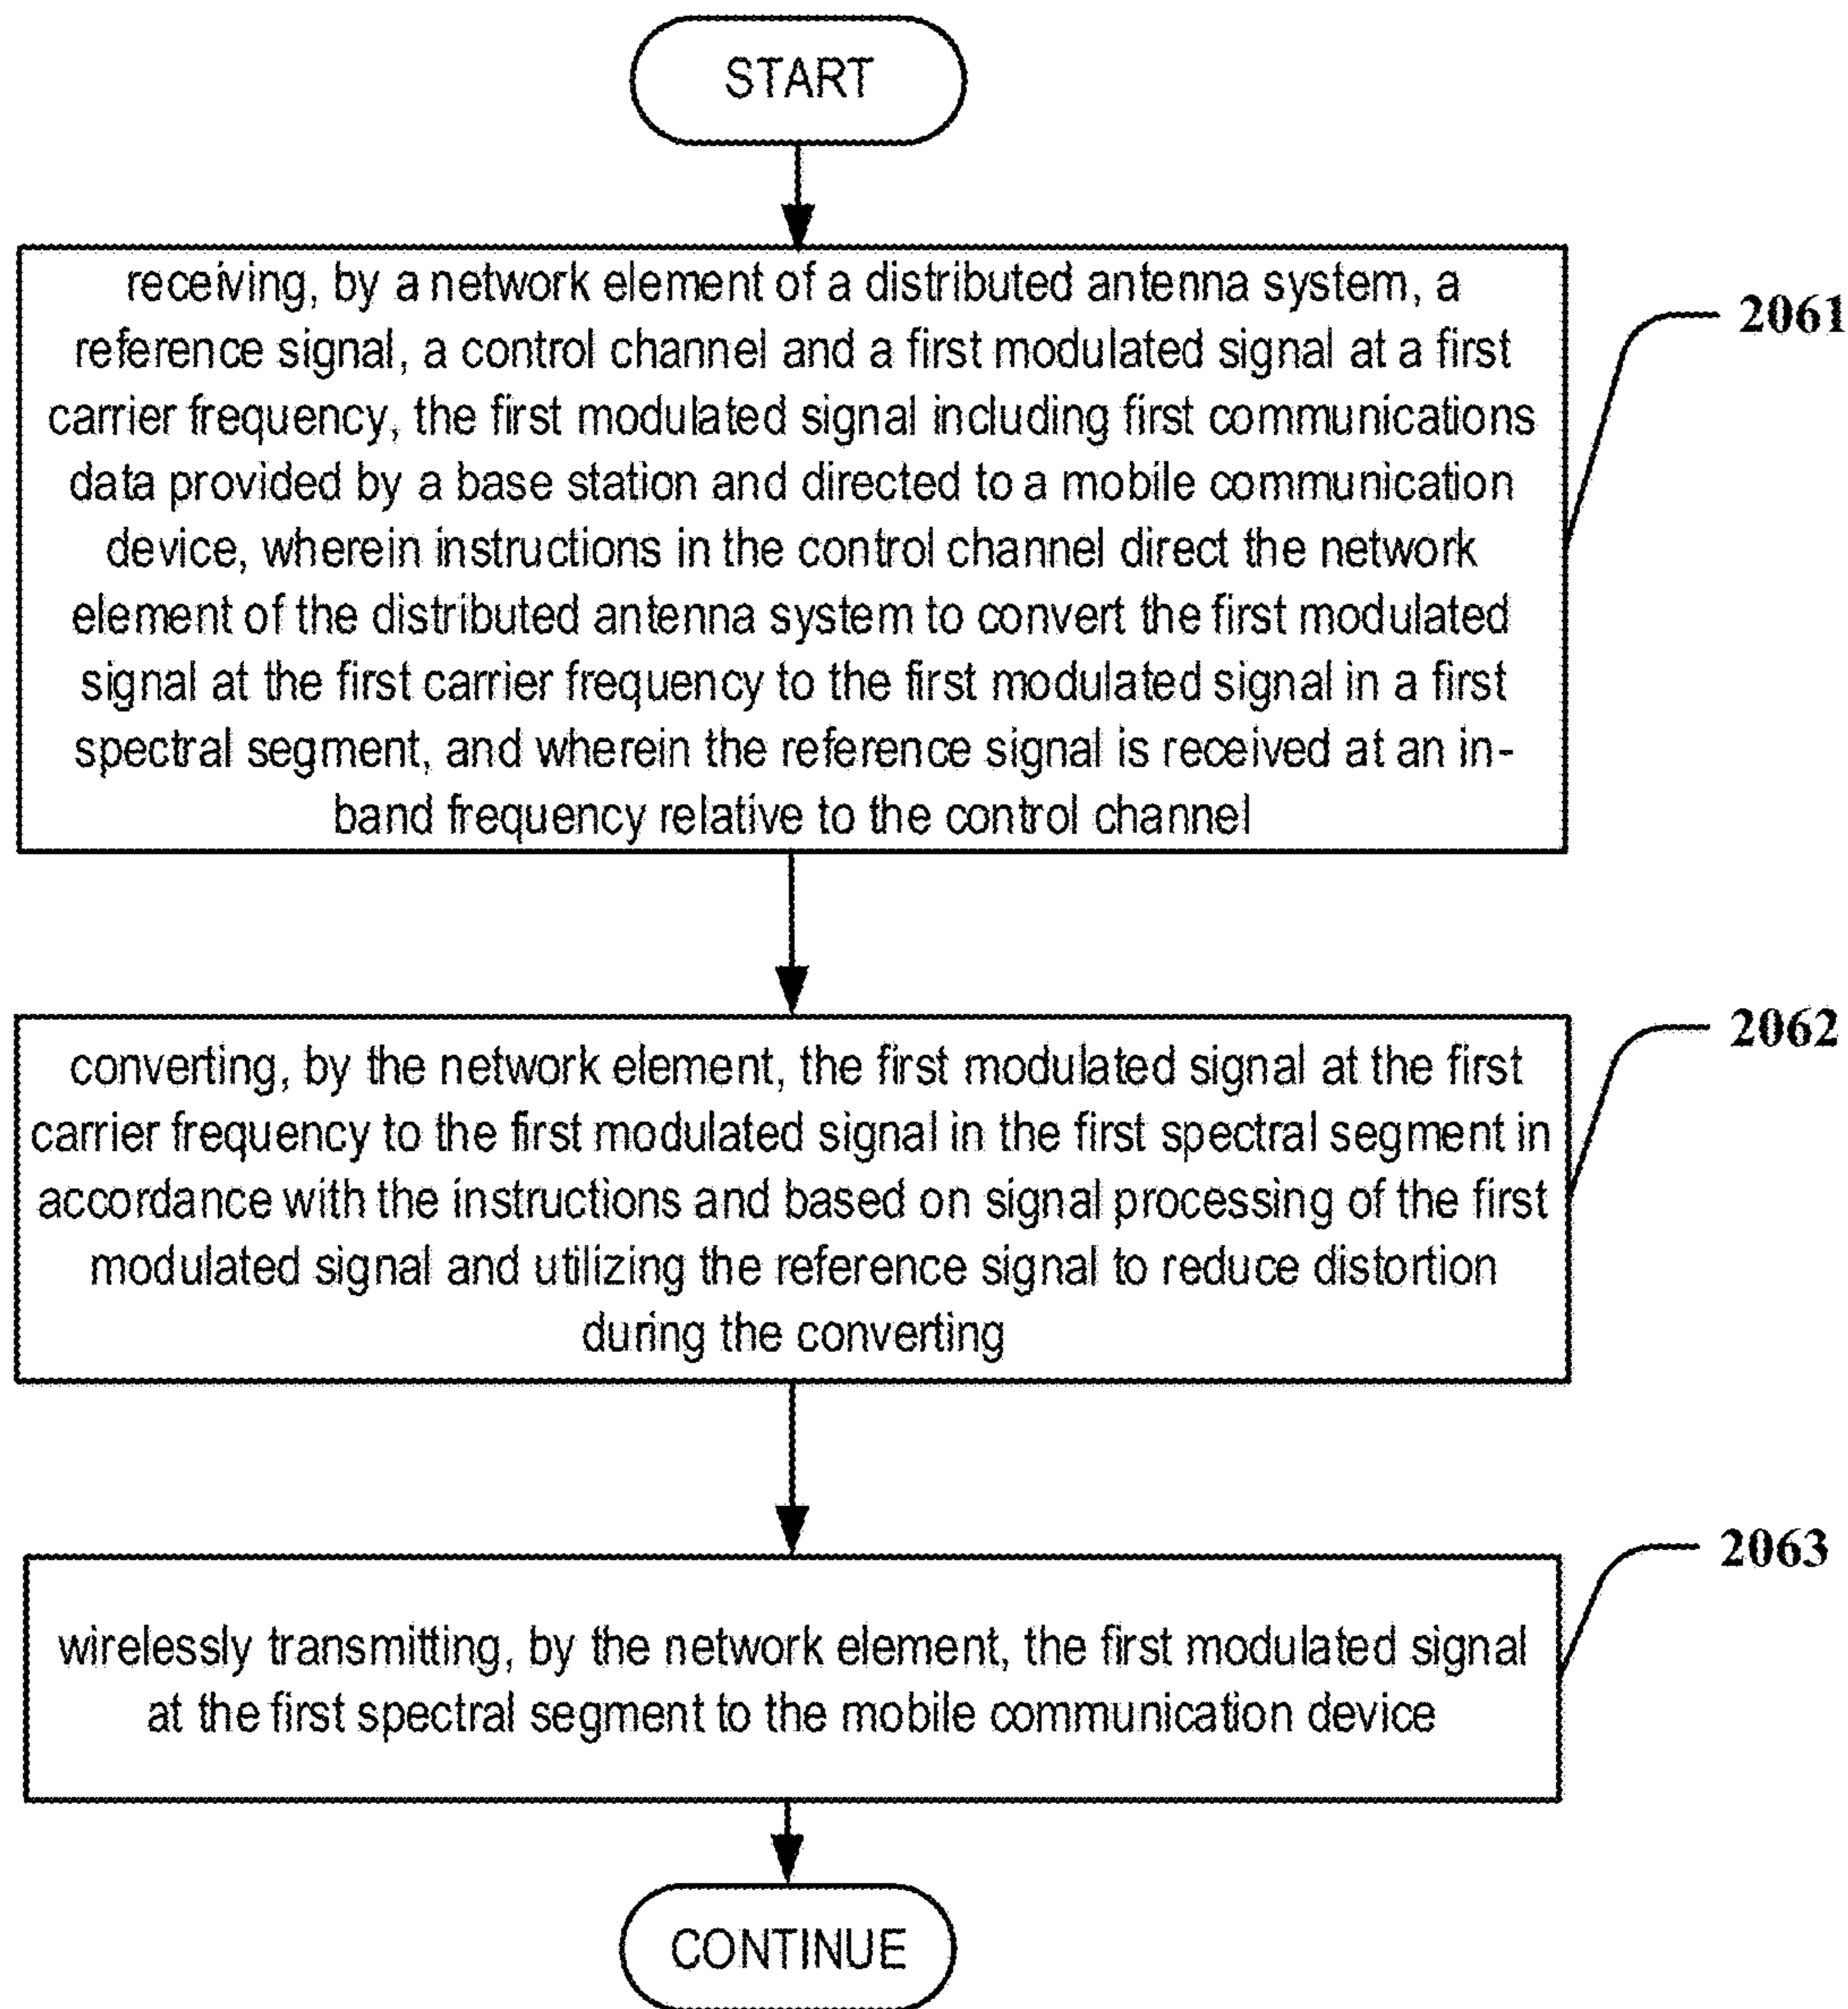 START
receiving, by a network element of a distributed antenna system, a
reference signal, a control channel and a first modulated signal at a first
carrier frequency, the first modulated signal including first communications
data provided by a base station and directed to a mobile communication
device, wherein instructions in the control channel direct the network
element of the distributed antenna system to convert the first modulated
signal at the first carrier frequency to the first modulated signal in a first
spectral segment, and wherein the reference signal is received at an in-
band frequency relative to the control channel
2061
converting, by the network element, the first modulated signal at the first
carrier frequency to the first modulated signal in the first spectral segment in
accordance with the instructions and based on signal processing of the first
modulated signal and utilizing the reference signal to reduce distortion
during the converting
2062
wirelessly transmitting, by the network element, the first modulated signal
at the first spectral segment to the mobile communication device
2063
CONTINUE